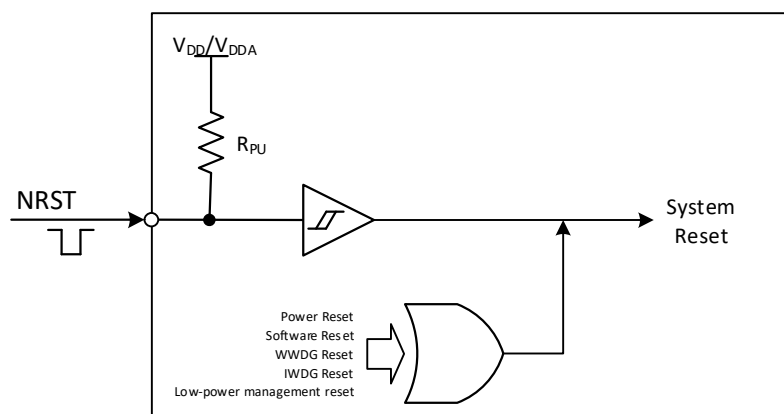 VDD/VDDA
RPU
NRST
System
Reset
Power Reset
Software Reset
WWDG Reset
IWDG Reset
Low-power management reset